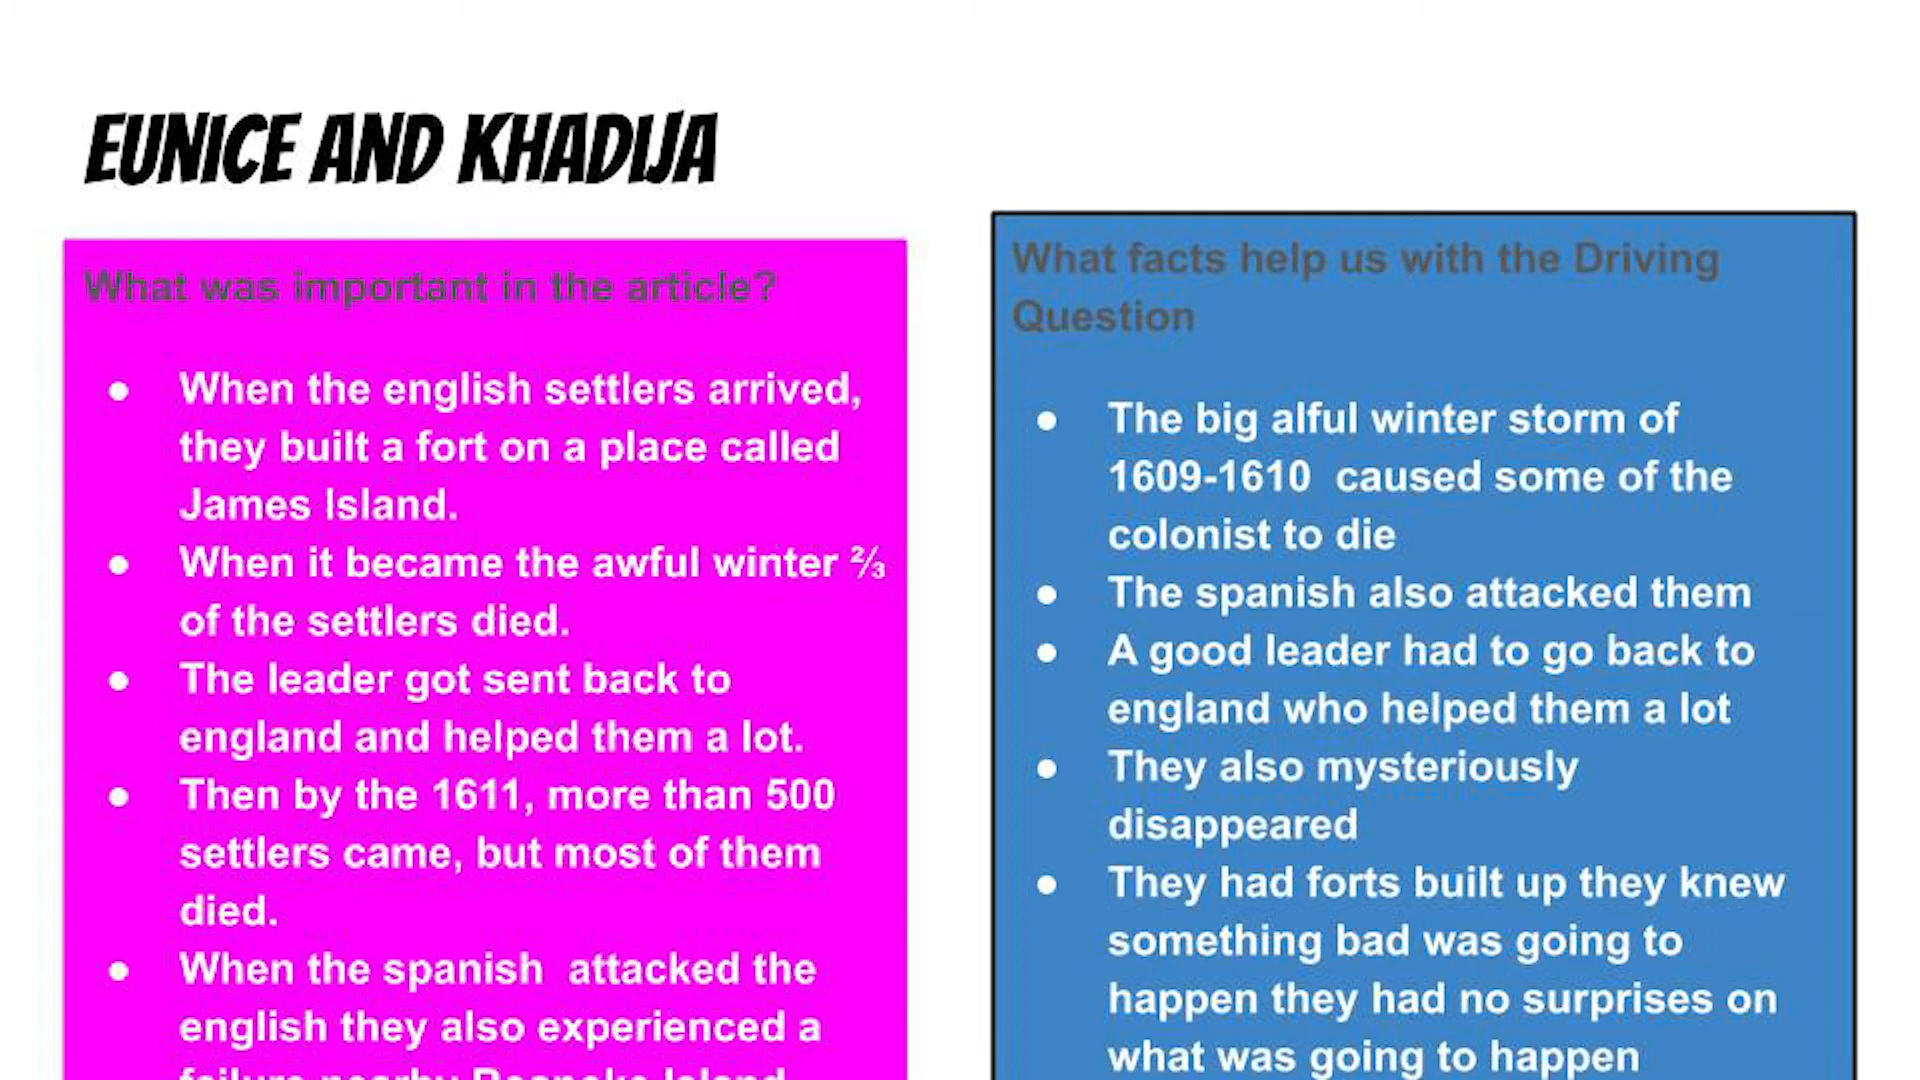 EUNICE AND KHADIJA
What was important in the article?
● When the english settlers arrived,
they built a fort on a place called
James Island.
● When it became the awful winter ⅔
of the settlers died.
● The leader got sent back to
england and helped them a lot.
● Then by the 1611, more than 500
settlers came, but most of them
died.
● When the spanish  attacked the
english they also experienced a
failure nearby Roanoke Island
What facts help us with the Driving
Question
● The big alful winter storm of
1609-1610  caused some of the
colonist to die
● The spanish also attacked them
● A good leader had to go back to
england who helped them a lot
● They also mysteriously
disappeared
● They had forts built up they knew
something bad was going to
happen they had no surprises on
what was going to happen